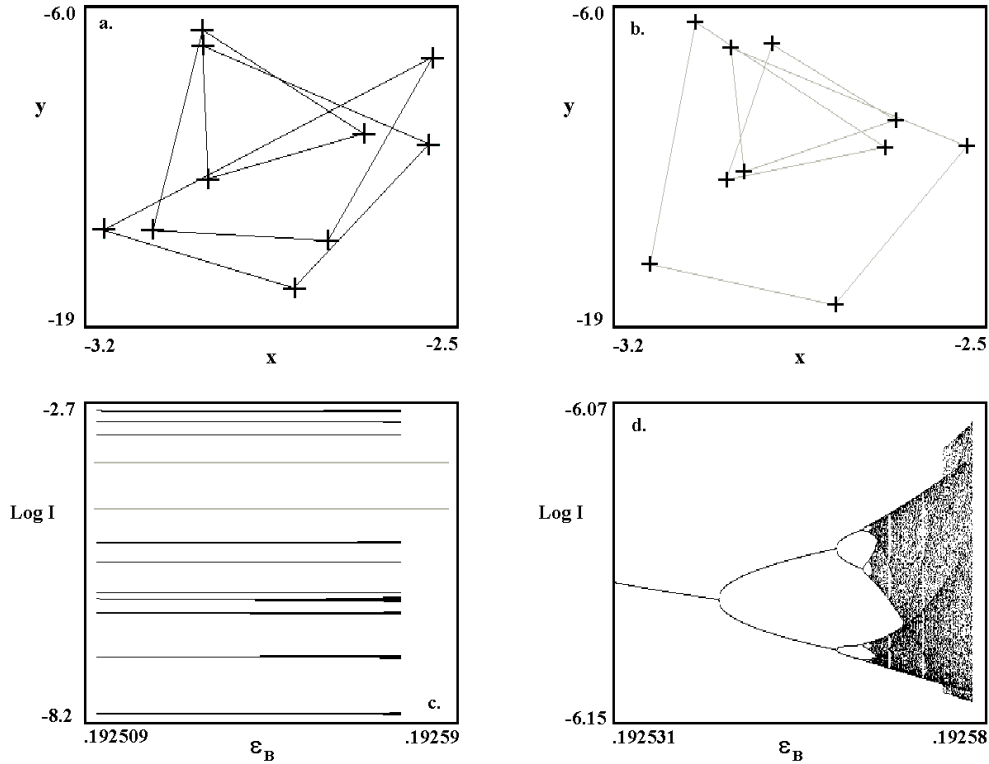 -6.0
a.
y
-19
-3.2
x
-2.5
-6.0
b.
y
-19
-3.2
x
-2.5
-2.7
Log I
c.
-8.2
.192509
εB
.19259
-6.07
d.
Log I
-6.15
.192531
εB
.19258